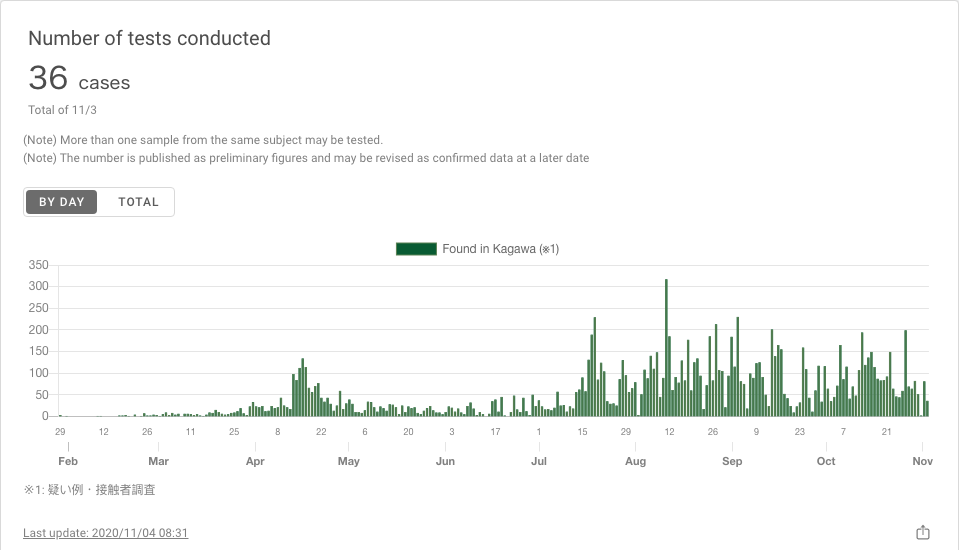 Number of tests conducted
36 cases
Total of 11/3
(Note) More than one sample from the same subject may be tested.
(Note) The number is published as preliminary figures and may be revised as confirmed data at a later date
BY DAY TOTAL
Found in Kagawa (※1)
350
300
250
200
150
100
50
0
29 12 26 11 25 8 22 6 20 3 17 1 15 29 12 26 9 23 7 21
Feb Mar Apr May Jun Jul Aug Sep Oct Nov
※1: 疑い例・接触者調査
Last update: 2020/11/04 08:31